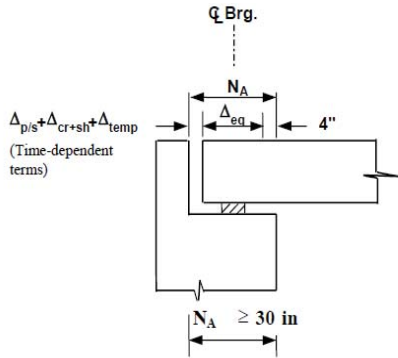 ℄ Brg.
N_A
Δ_p/s+Δ_cr+sh+Δ_temp
Δ_eq
4"
(Time-dependent
terms)
N_A ≥ 30 in